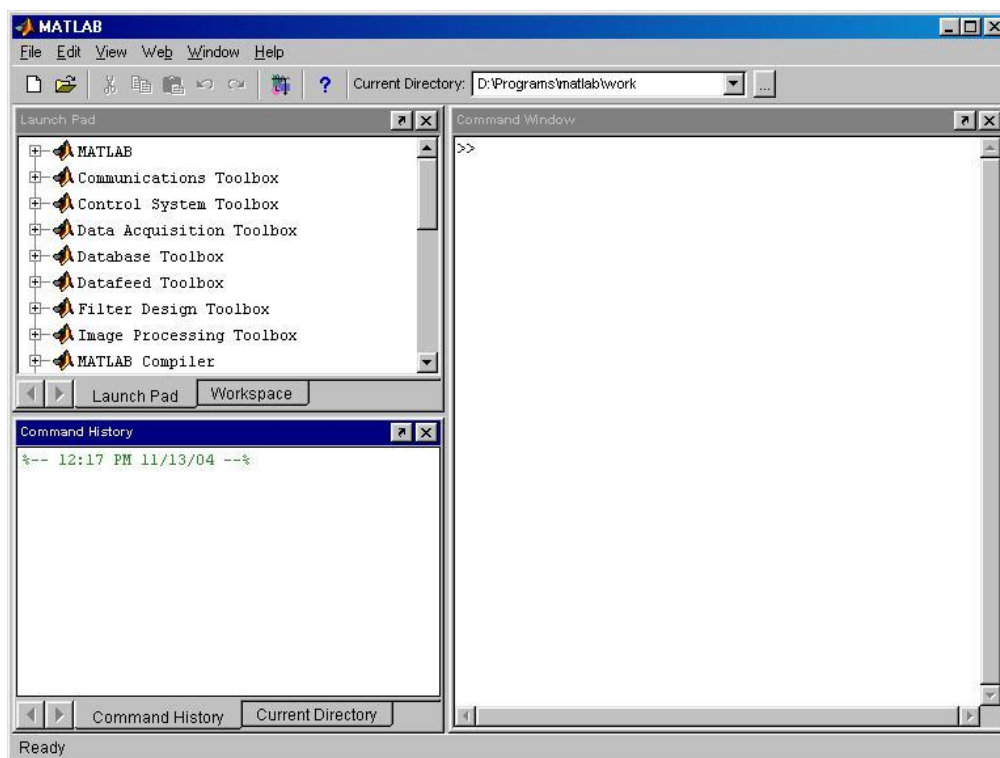 MATLAB
File Edit View Web Window Help
? Current Directory: D:\Programs\matlab\work ...
Launch Pad
MATLAB
Communications Toolbox
Control System Toolbox
Data Acquisition Toolbox
Database Toolbox
Datafeed Toolbox
Filter Design Toolbox
Image Processing Toolbox
MATLAB Compiler
Launch Pad Workspace
Command History
%-- 12:17 PM 11/13/04 --%
Command History Current Directory
Command Window
>>
Ready